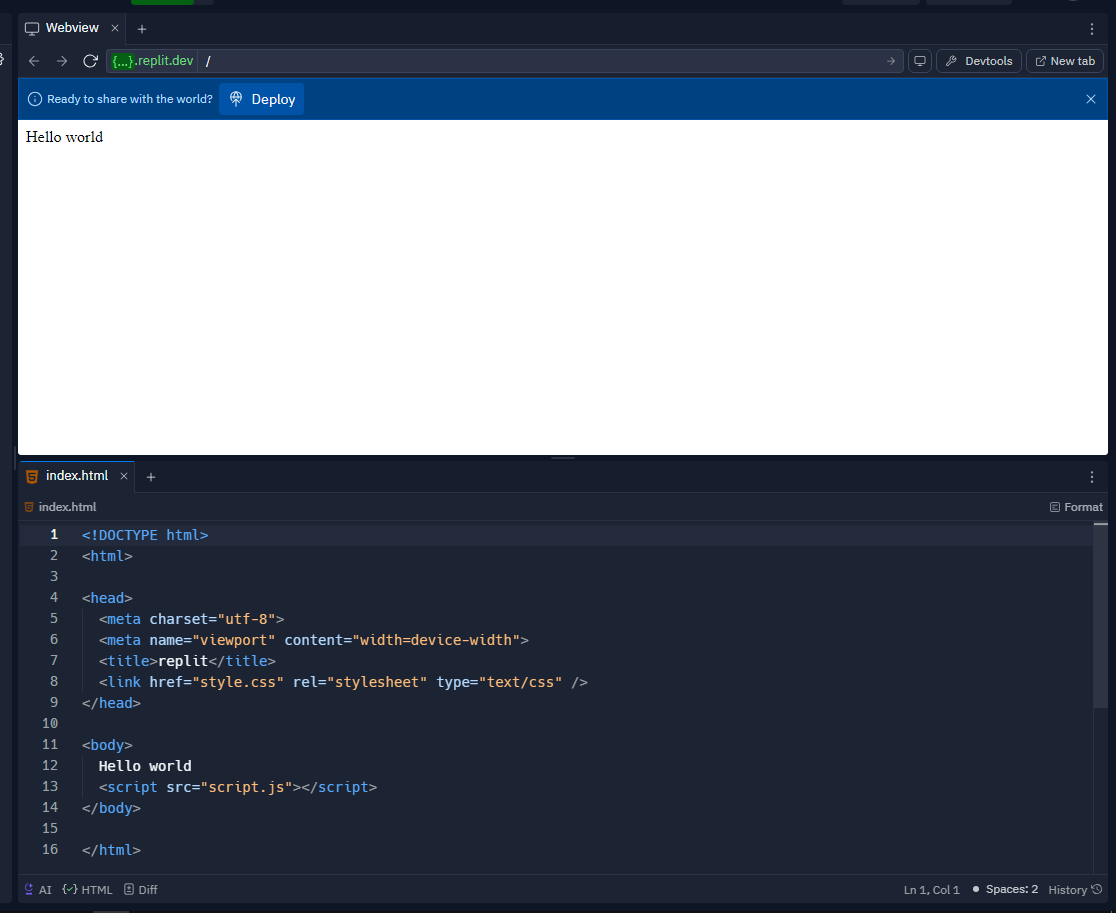 Webview
{...}.replit.dev /
Devtools
New tab
Ready to share with the world?
Deploy
Hello world
index.html
index.html
Format
1 <!DOCTYPE html>
2 <html>
3
4 <head>
5   <meta charset="utf-8">
6   <meta name="viewport" content="width=device-width">
7   <title>replit</title>
8   <link href="style.css" rel="stylesheet" type="text/css" />
9 </head>
10
11 <body>
12   Hello world
13   <script src="script.js"></script>
14 </body>
15
16 </html>
AI {✓} HTML Diff
Ln 1, Col 1 • Spaces: 2 History